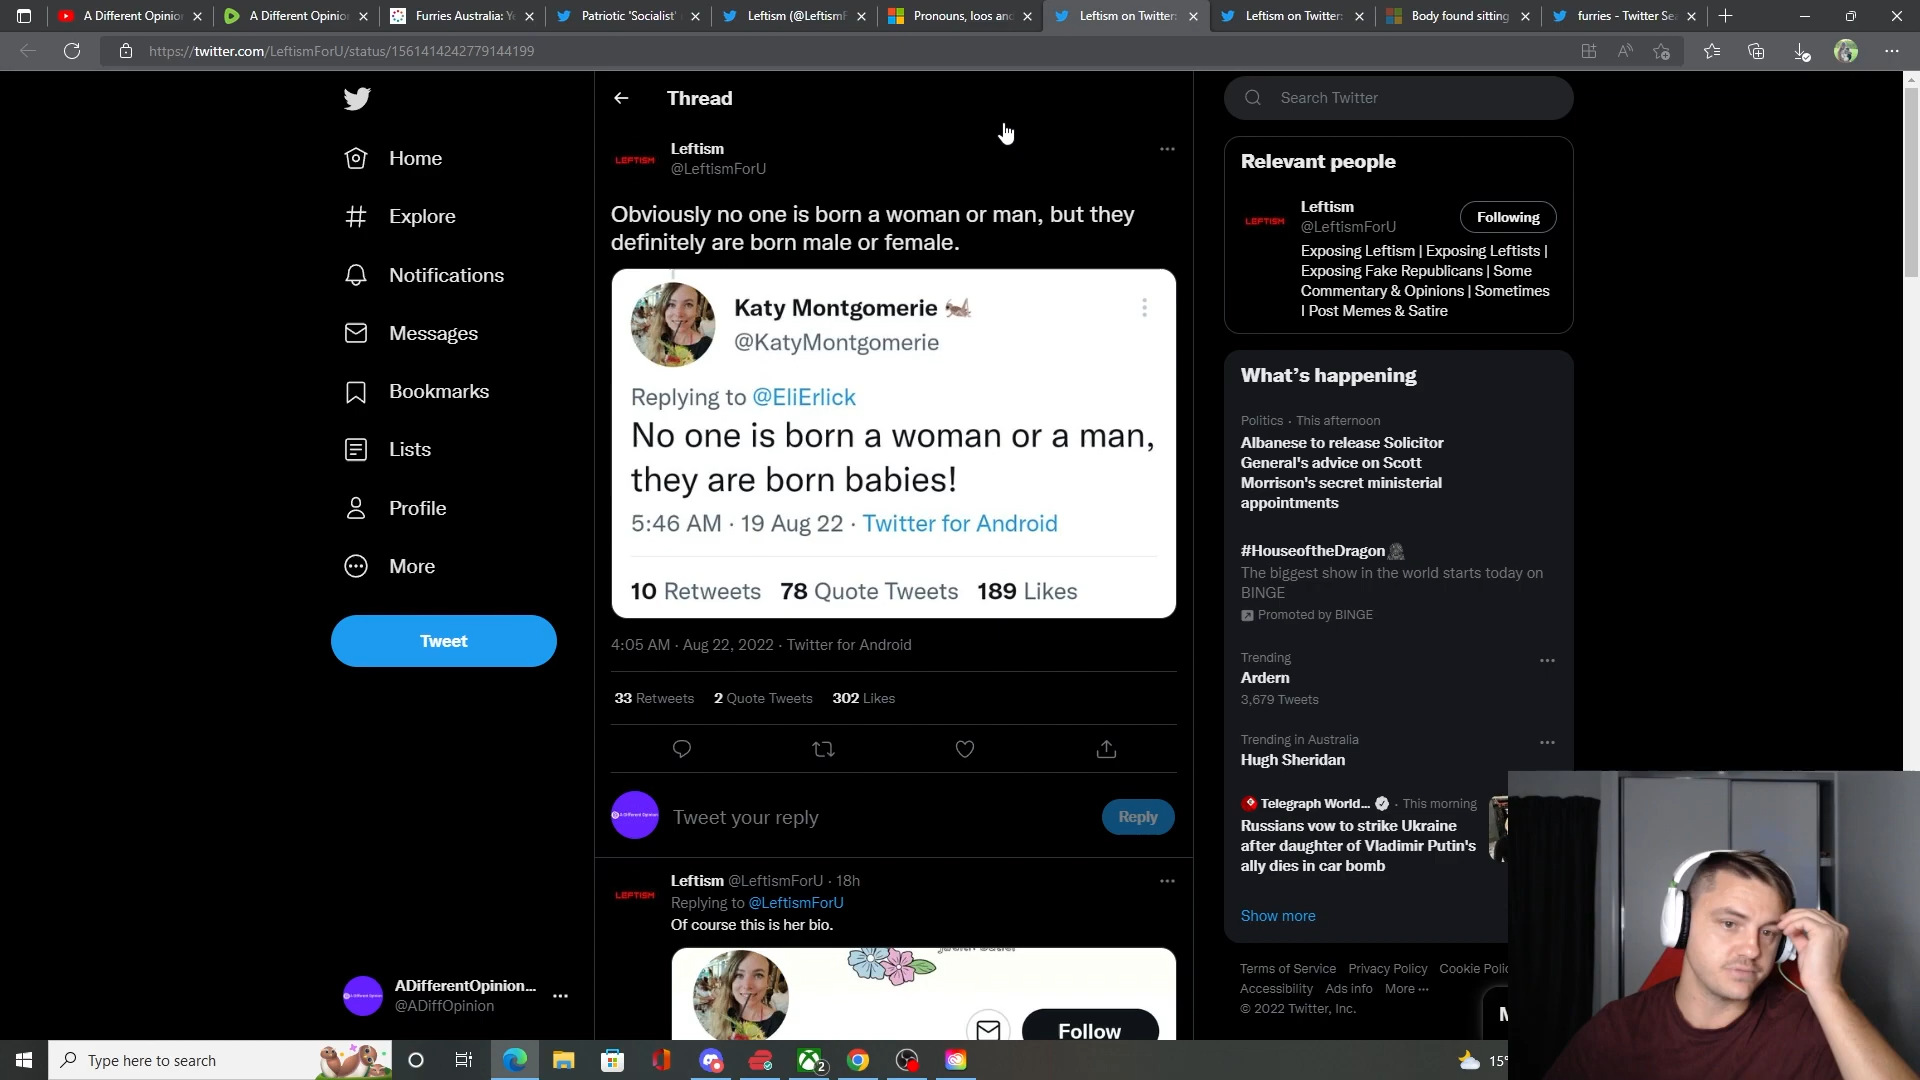 A Different Opinio
A Different Opinio
Furries Australia: Y
Patriotic 'Socialist'
Leftism (@LeftismF
Pronouns, loos an
Leftism on Twitter:
Leftism on Twitter:
Body found sitting
furries - Twitter Se
https://twitter.com/LeftismForU/status/1561414242779144199
Home
Explore
Notifications
Messages
Bookmarks
Lists
Profile
More
Tweet
ADifferentOpinion...
@ADiffOpinion
Thread
LEFTISM
Leftism
@LeftismForU
Obviously no one is born a woman or man, but they
definitely are born male or female.
Katy Montgomerie
@KatyMontgomerie
Replying to @EliErlick
No one is born a woman or a man,
they are born babies!
5:46 AM · 19 Aug 22 · Twitter for Android
10 Retweets 78 Quote Tweets 189 Likes
4:05 AM · Aug 22, 2022 · Twitter for Android
33 Retweets 2 Quote Tweets 302 Likes
Tweet your reply
Reply
LEFTISM
Leftism @LeftismForU · 18h
Replying to @LeftismForU
Of course this is her bio.
Follow
Search Twitter
Relevant people
LEFTISM
Leftism
@LeftismForU
Following
Exposing Leftism | Exposing Leftists |
Exposing Fake Republicans | Some
Commentary & Opinions | Sometimes
I Post Memes & Satire
What's happening
Politics · This afternoon
Albanese to release Solicitor
General's advice on Scott
Morrison's secret ministerial
appointments
#HouseoftheDragon
The biggest show in the world starts today on
BINGE
Promoted by BINGE
Trending
Ardern
3,679 Tweets
Trending in Australia
Hugh Sheridan
Telegraph World... · This morning
Russians vow to strike Ukraine
after daughter of Vladimir Putin's
ally dies in car bomb
Show more
Terms of Service Privacy Policy Cookie Polic
Accessibility Ads info More
© 2022 Twitter, Inc.
M
Type here to search
2
15°